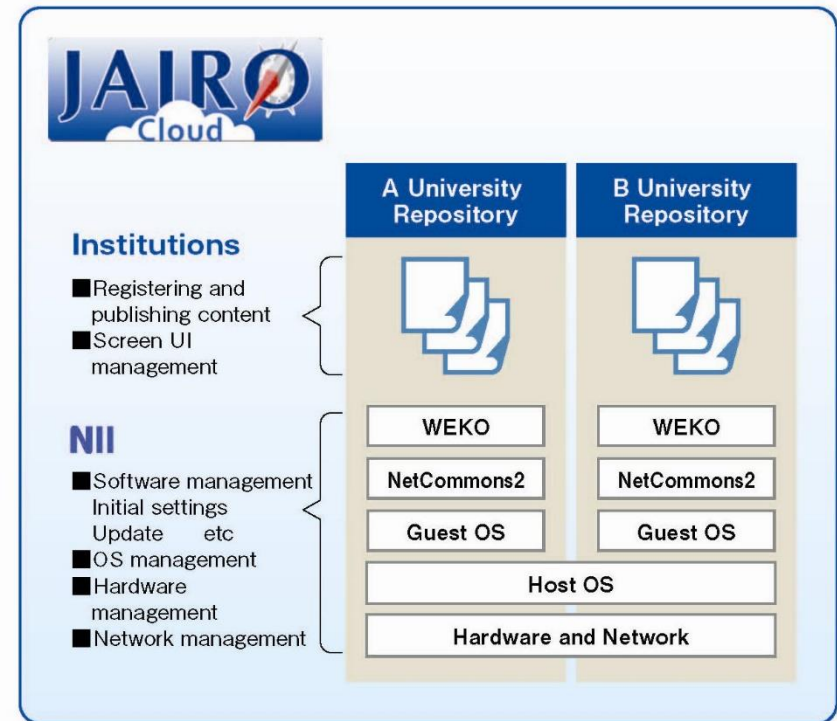 JAIRO
Cloud
A University
Repository
B University
Repository
Institutions
■Registering and
publishing content
■Screen UI
management
NII
■Software management
Initial settings
Update etc
■OS management
■Hardware
management
■Network management
WEKO
WEKO
NetCommons2
NetCommons2
Guest OS
Guest OS
Host OS
Hardware and Network